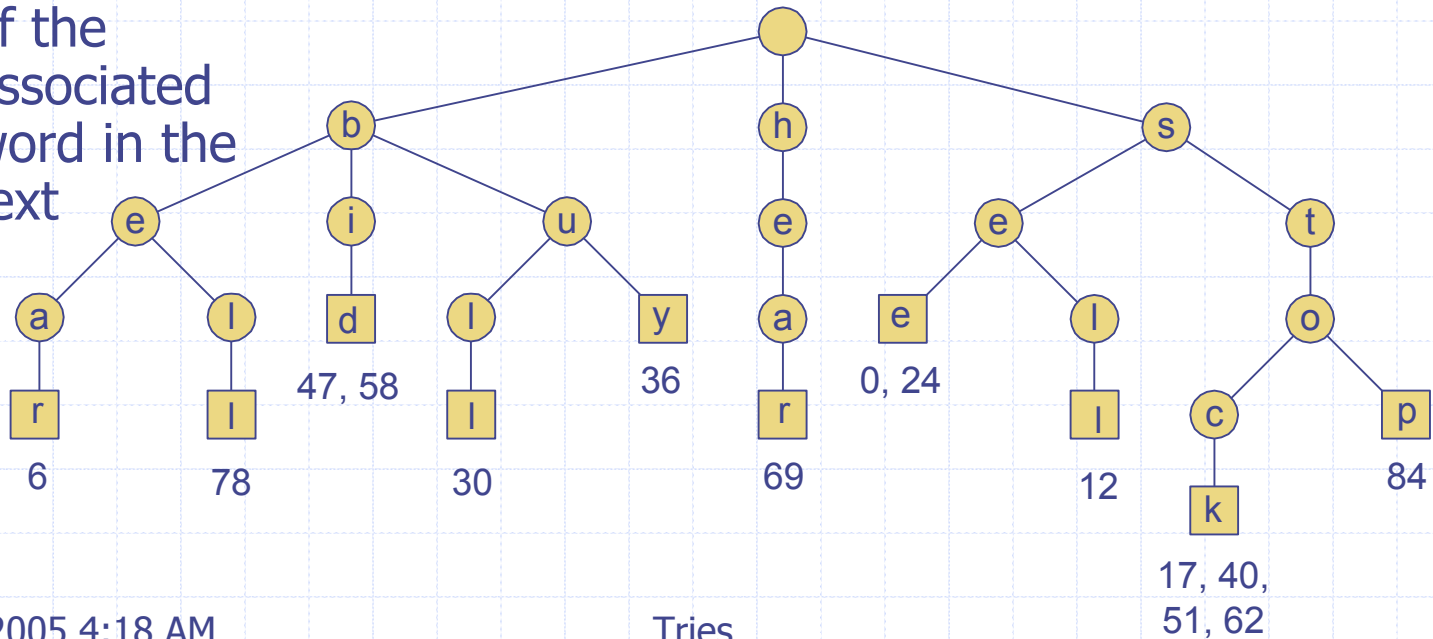 f the
ssociated
ord in the
ext
b h s
e i u e e t
a l d l y a e l o
47, 58 36 0, 24
r l l r l c p
6 78 30 69 12 84
k
17, 40,
51, 62
2005 4:18 AM Tries